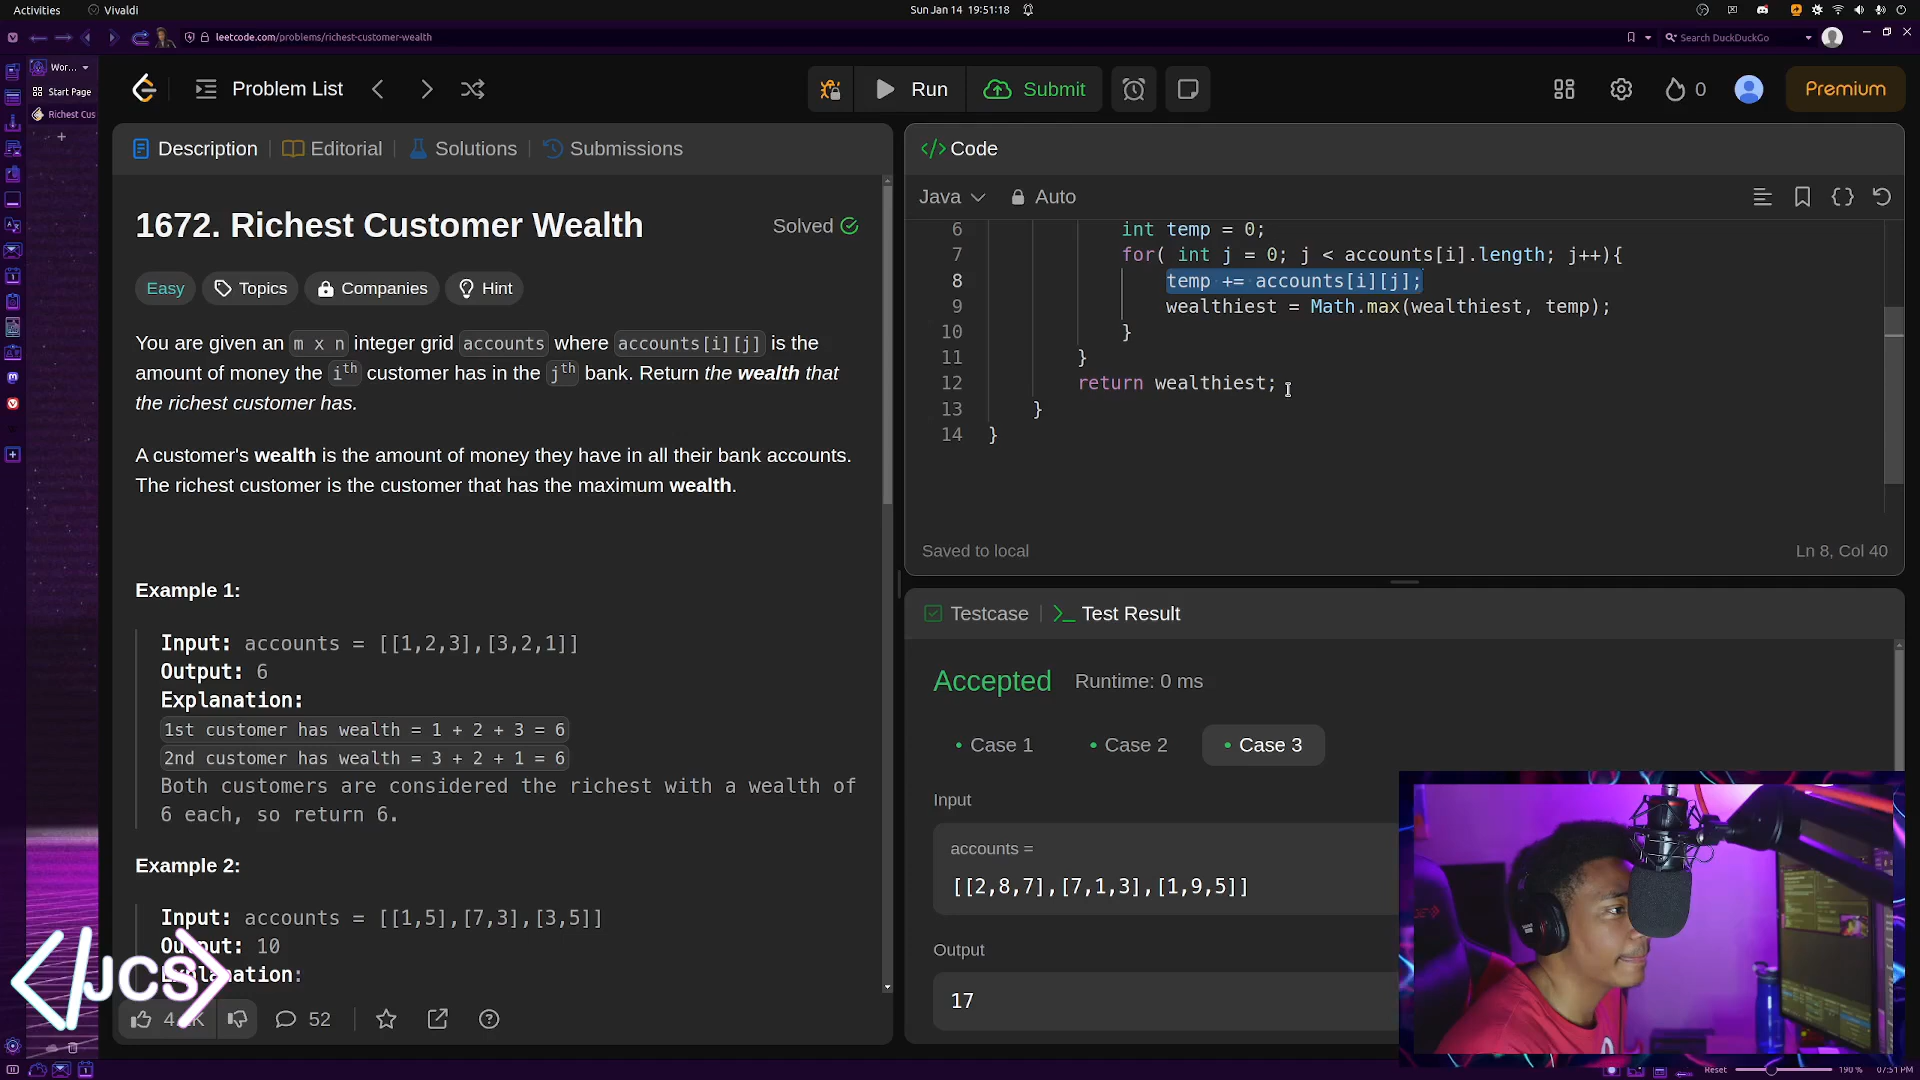 Activities
Vivaldi
Sun Jan 14 19:51:18
leetcode.com/problems/richest-customer-wealth
Search DuckDuckGo
Wor...
Start Page
Richest Cus
Problem List
Run
Submit
0
Premium
Description
Editorial
Solutions
Submissions
1672. Richest Customer Wealth
Solved
Easy
Topics
Companies
Hint
You are given an m x n integer grid accounts where accounts[i][j] is the
amount of money the ith customer has in the jth bank. Return the wealth that
the richest customer has.
A customer's wealth is the amount of money they have in all their bank accounts.
The richest customer is the customer that has the maximum wealth.
Example 1:
Input: accounts = [[1,2,3],[3,2,1]]
Output: 6
Explanation:
1st customer has wealth = 1 + 2 + 3 = 6
2nd customer has wealth = 3 + 2 + 1 = 6
Both customers are considered the richest with a wealth of
6 each, so return 6.
Example 2:
Input: accounts = [[1,5],[7,3],[3,5]]
Output: 10
Explanation:
</JCS>
52
</> Code
Java
Auto
6 int temp = 0;
7 for( int j = 0; j < accounts[i].length; j++){
8 temp += accounts[i][j];
9 wealthiest = Math.max(wealthiest, temp);
10 }
11 }
12 return wealthiest;
13 }
14 }
Saved to local
Ln 8, Col 40
Testcase
Test Result
Accepted
Runtime: 0 ms
Case 1
Case 2
Case 3
Input
accounts =
[[2,8,7],[7,1,3],[1,9,5]]
Output
17
Reset
190 %
07:51 PM